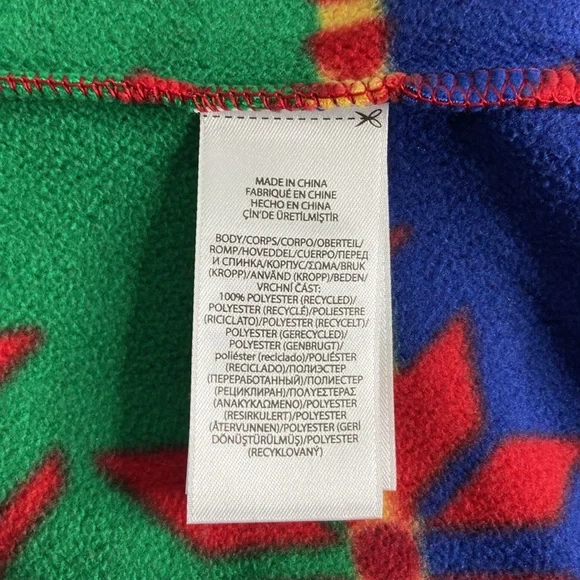 MADE IN CHINA
FABRIQUÉ EN CHINE
HECHO EN CHINA
ÇİN'DE ÜRETİLMİŞTİR
BODY/CORPS/CORPO/OBERTEIL/
ROMP/HOVEDDEL/CUERPO/ПЕРЕД
И СПИНКА/КОРПУС/ΣΩΜΑ/BRUK
(KROPP)/ANVÄND (KROPP)/BEDEN/
VRCHNÍ ČÁST:
100% POLYESTER (RECYCLED)/
POLYESTER (RECYCLÉ)/POLIESTERE
(RICICLATO)/POLYESTER (RECYCELT)/
POLYESTER (GERECYCLED)/
POLYESTER (GENBRUGT)/
poliéster (reciclado)/POLIÉSTER
(RECICLADO)/ПОЛИЭСТЕР
(ПЕРЕРАБОТАННЫЙ)/ПОЛИЕСТЕР
(РЕЦИКЛИРАН)/ΠΟΛΥΕΣΤΕΡΑΣ
(ΑΝΑΚΥΚΛΩΜΕΝΟ)/POLYESTER
(RESIRKULERT)/POLYESTER
(ÅTERVUNNEN)/POLYESTER (GERİ
DÖNÜŞTÜRÜLMÜŞ)/POLYESTER
(RECYKLOVANÝ)